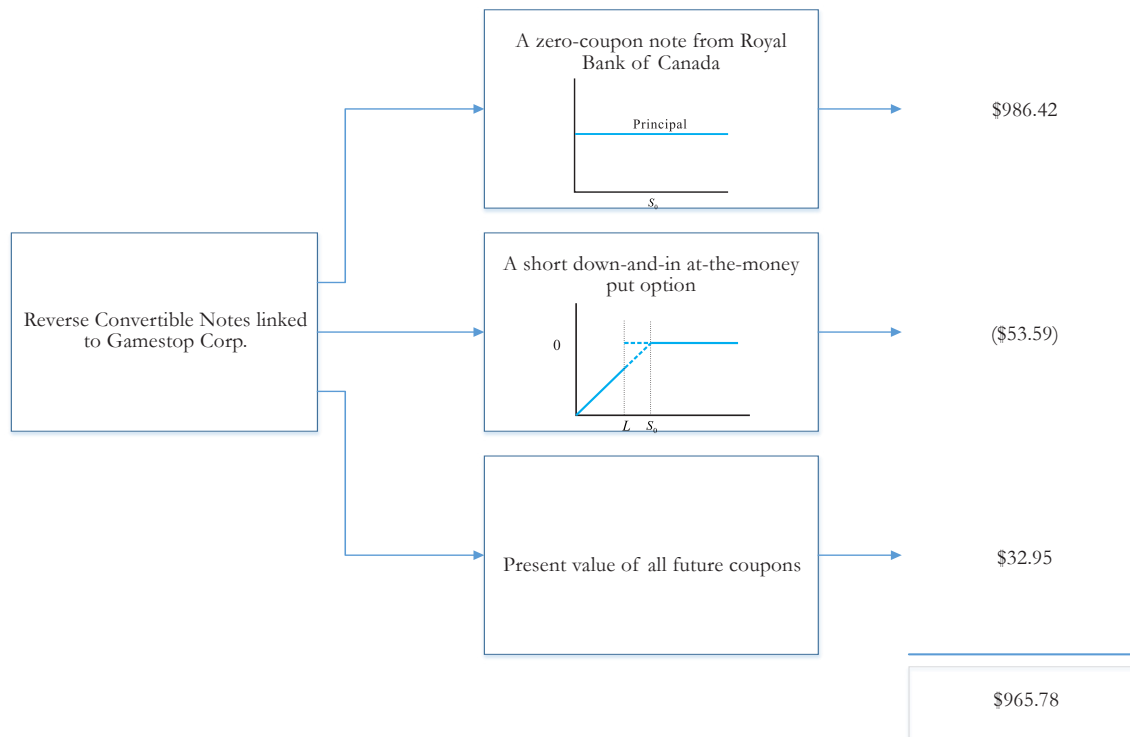 A zero-coupon note from Royal
Bank of Canada
Principal
S₀
$986.42
Reverse Convertible Notes linked
to Gamestop Corp.
A short down-and-in at-the-money
put option
0
L S₀
($53.59)
Present value of all future coupons
$32.95
$965.78